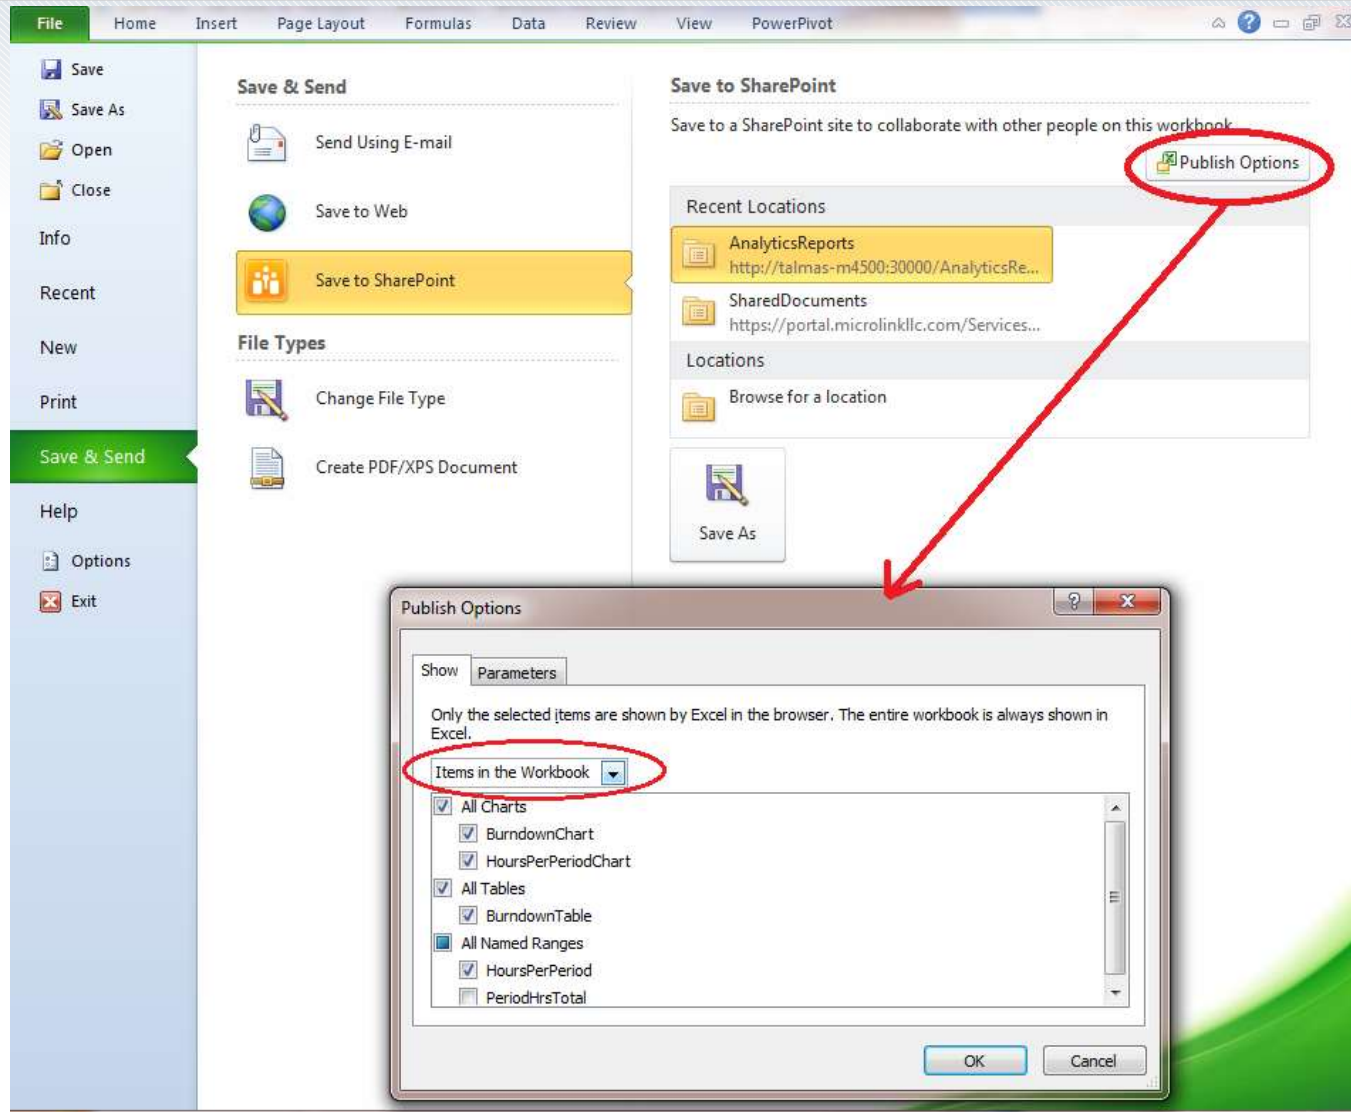 File Home Insert Page Layout Formulas Data Review View PowerPivot
Save
Save As
Open
Close
Info
Recent
New
Print
Save & Send
Help
Options
Exit
Save & Send
Send Using E-mail
Save to Web
Save to SharePoint
File Types
Change File Type
Create PDF/XPS Document
Save to SharePoint
Save to a SharePoint site to collaborate with other people on this workbook.
Publish Options
Recent Locations
AnalyticsReports
http://talmas-m4500:30000/AnalyticsRe...
SharedDocuments
https://portal.microlinkllc.com/Services...
Locations
Browse for a location
Save As
Publish Options
Show Parameters
Only the selected items are shown by Excel in the browser. The entire workbook is always shown in
Excel.
Items in the Workbook
All Charts
BurndownChart
HoursPerPeriodChart
All Tables
BurndownTable
All Named Ranges
HoursPerPeriod
PeriodHrsTotal
OK Cancel